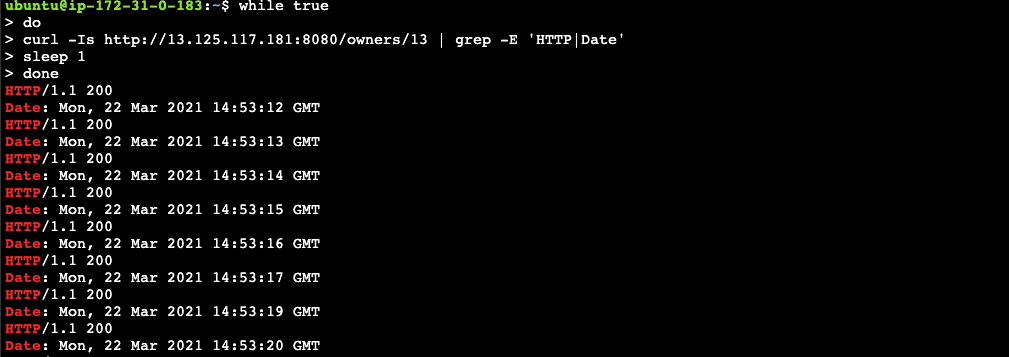 ubuntu@ip-172-31-0-183:~$ while true
> do
> curl -Is http://13.125.117.181:8080/owners/13 | grep -E 'HTTP|Date'
> sleep 1
> done
HTTP/1.1 200
Date: Mon, 22 Mar 2021 14:53:12 GMT
HTTP/1.1 200
Date: Mon, 22 Mar 2021 14:53:13 GMT
HTTP/1.1 200
Date: Mon, 22 Mar 2021 14:53:14 GMT
HTTP/1.1 200
Date: Mon, 22 Mar 2021 14:53:15 GMT
HTTP/1.1 200
Date: Mon, 22 Mar 2021 14:53:16 GMT
HTTP/1.1 200
Date: Mon, 22 Mar 2021 14:53:17 GMT
HTTP/1.1 200
Date: Mon, 22 Mar 2021 14:53:19 GMT
HTTP/1.1 200
Date: Mon, 22 Mar 2021 14:53:20 GMT